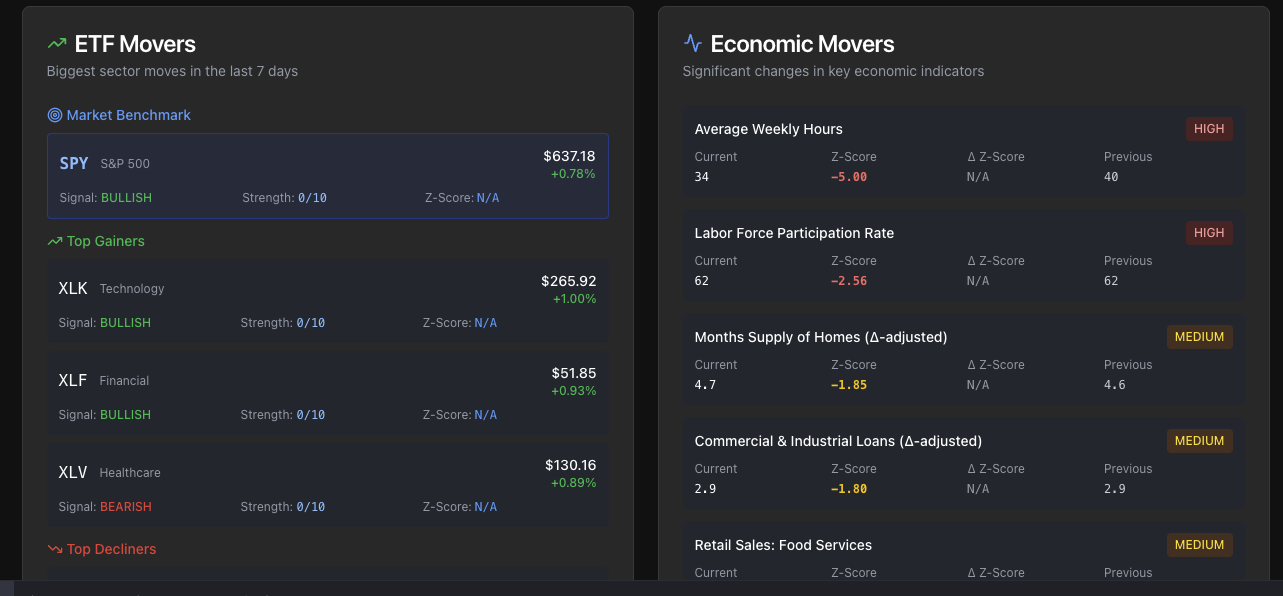 ETF Movers
Biggest sector moves in the last 7 days
Market Benchmark
SPY S&P 500 $637.18
+0.78%
Signal: BULLISH Strength: 0/10 Z-Score: N/A
Top Gainers
XLK Technology $265.92
+1.00%
Signal: BULLISH Strength: 0/10 Z-Score: N/A
XLF Financial $51.85
+0.93%
Signal: BULLISH Strength: 0/10 Z-Score: N/A
XLV Healthcare $130.16
+0.89%
Signal: BEARISH Strength: 0/10 Z-Score: N/A
Top Decliners
Economic Movers
Significant changes in key economic indicators
Average Weekly Hours HIGH
Current Z-Score Δ Z-Score Previous
34 −5.00 N/A 40
Labor Force Participation Rate HIGH
Current Z-Score Δ Z-Score Previous
62 −2.56 N/A 62
Months Supply of Homes (Δ-adjusted) MEDIUM
Current Z-Score Δ Z-Score Previous
4.7 −1.85 N/A 4.6
Commercial & Industrial Loans (Δ-adjusted) MEDIUM
Current Z-Score Δ Z-Score Previous
2.9 −1.80 N/A 2.9
Retail Sales: Food Services MEDIUM
Current Z-Score Δ Z-Score Previous